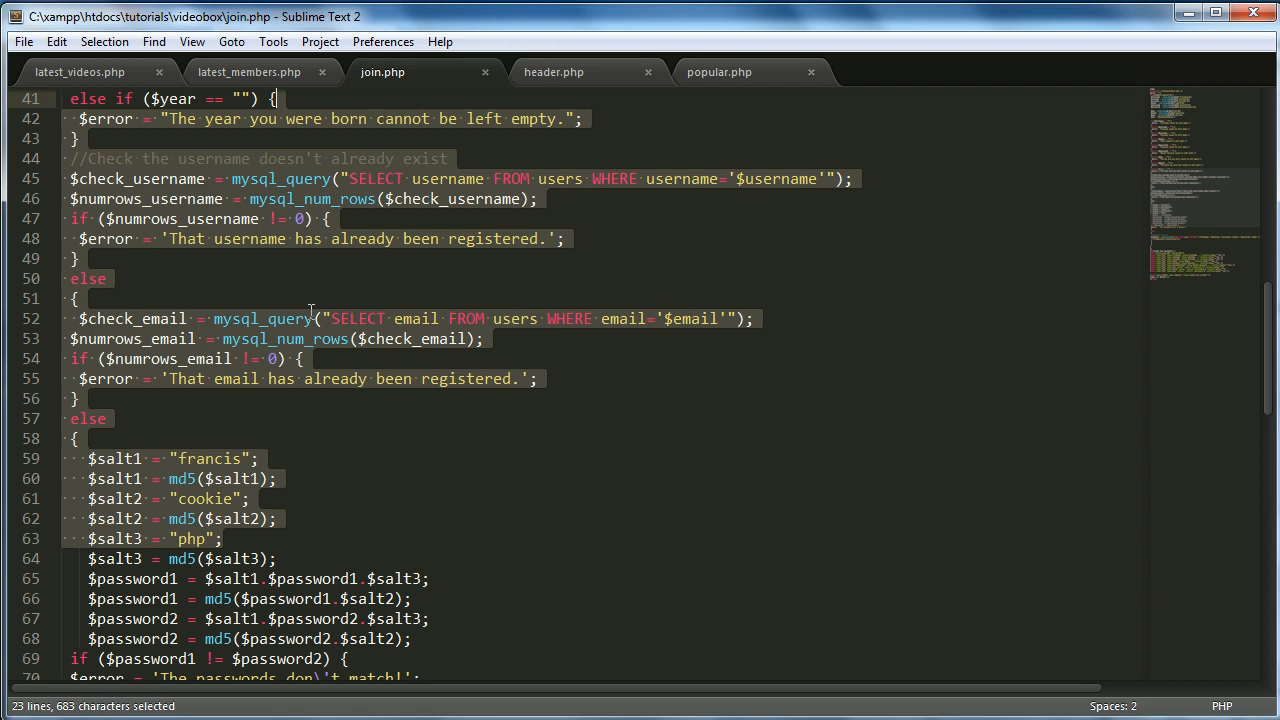 C:\xampp\htdocs\tutorials\videobox\join.php - Sublime Text 2
File Edit Selection Find View Goto Tools Project Preferences Help
latest_videos.php × latest_members.php × join.php × header.php × popular.php ×
41 else if ($year == "") {
42 $error = "The year you were born cannot be left empty.";
43 }
44 //Check the username doesn't already exist
45 $check_username = mysql_query("SELECT username FROM users WHERE username='$username'");
46 $numrows_username = mysql_num_rows($check_username);
47 if ($numrows_username != 0) {
48 $error = 'That username has already been registered.';
49 }
50 else
51 {
52 $check_email = mysql_query("SELECT email FROM users WHERE email='$email'");
53 $numrows_email = mysql_num_rows($check_email);
54 if ($numrows_email != 0) {
55 $error = 'That email has already been registered.';
56 }
57 else
58 {
59 $salt1 = "francis";
60 $salt1 = md5($salt1);
61 $salt2 = "cookie";
62 $salt2 = md5($salt2);
63 $salt3 = "php";
64 $salt3 = md5($salt3);
65 $password1 = $salt1.$password1.$salt3;
66 $password1 = md5($password1.$salt2);
67 $password2 = $salt1.$password2.$salt3;
68 $password2 = md5($password2.$salt2);
69 if ($password1 != $password2) {
70 $error = 'The passwords don\'t match!';
23 lines, 683 characters selected Spaces: 2 PHP